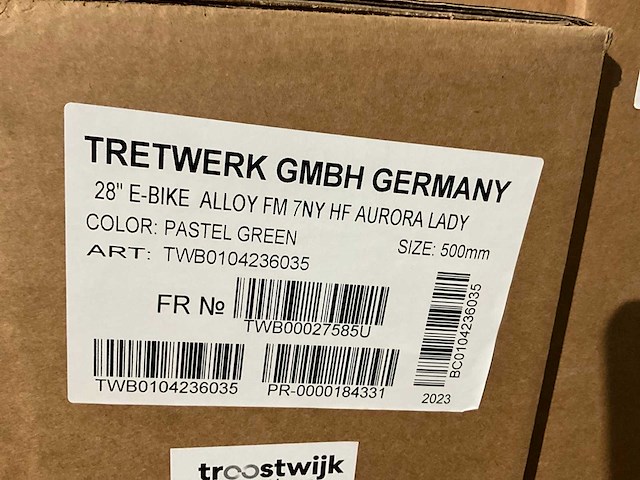 TRETWERK GMBH GERMANY
28" E-BIKE ALLOY FM 7NY HF AURORA LADY
COLOR: PASTEL GREEN SIZE: 500mm
ART: TWB0104236035
FR №
TWB00027585U
BC0104236035
TWB0104236035 PR-0000184331
2023
troostwijk